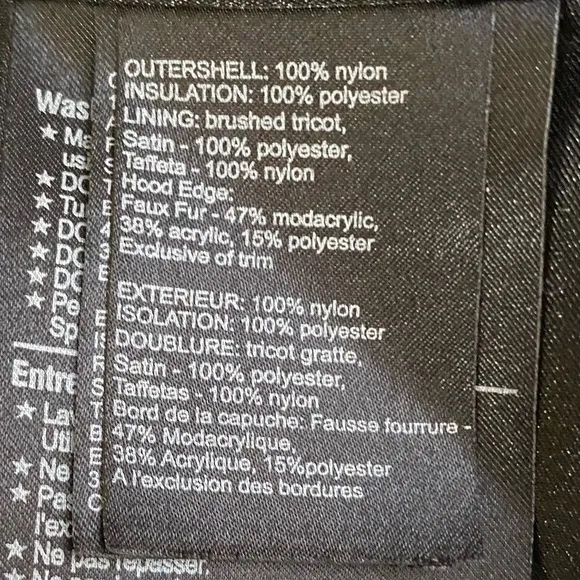 OUTERSHELL: 100% nylon
INSULATION: 100% polyester
LINING: brushed tricot,
Satin - 100% polyester,
Taffeta - 100% nylon
Hood Edge:
Faux Fur - 47% modacrylic,
38% acrylic, 15% polyester
Exclusive of trim
EXTERIEUR: 100% nylon
ISOLATION: 100% polyester
DOUBLURE: tricot gratte,
Satin - 100% polyester,
Taffetas - 100% nylon
Bord de la capuche: Fausse fourrure -
47% Modacrylique,
38% Acrylique, 15%polyester
A l'exclusion des bordures
★ Ne pas repasser.